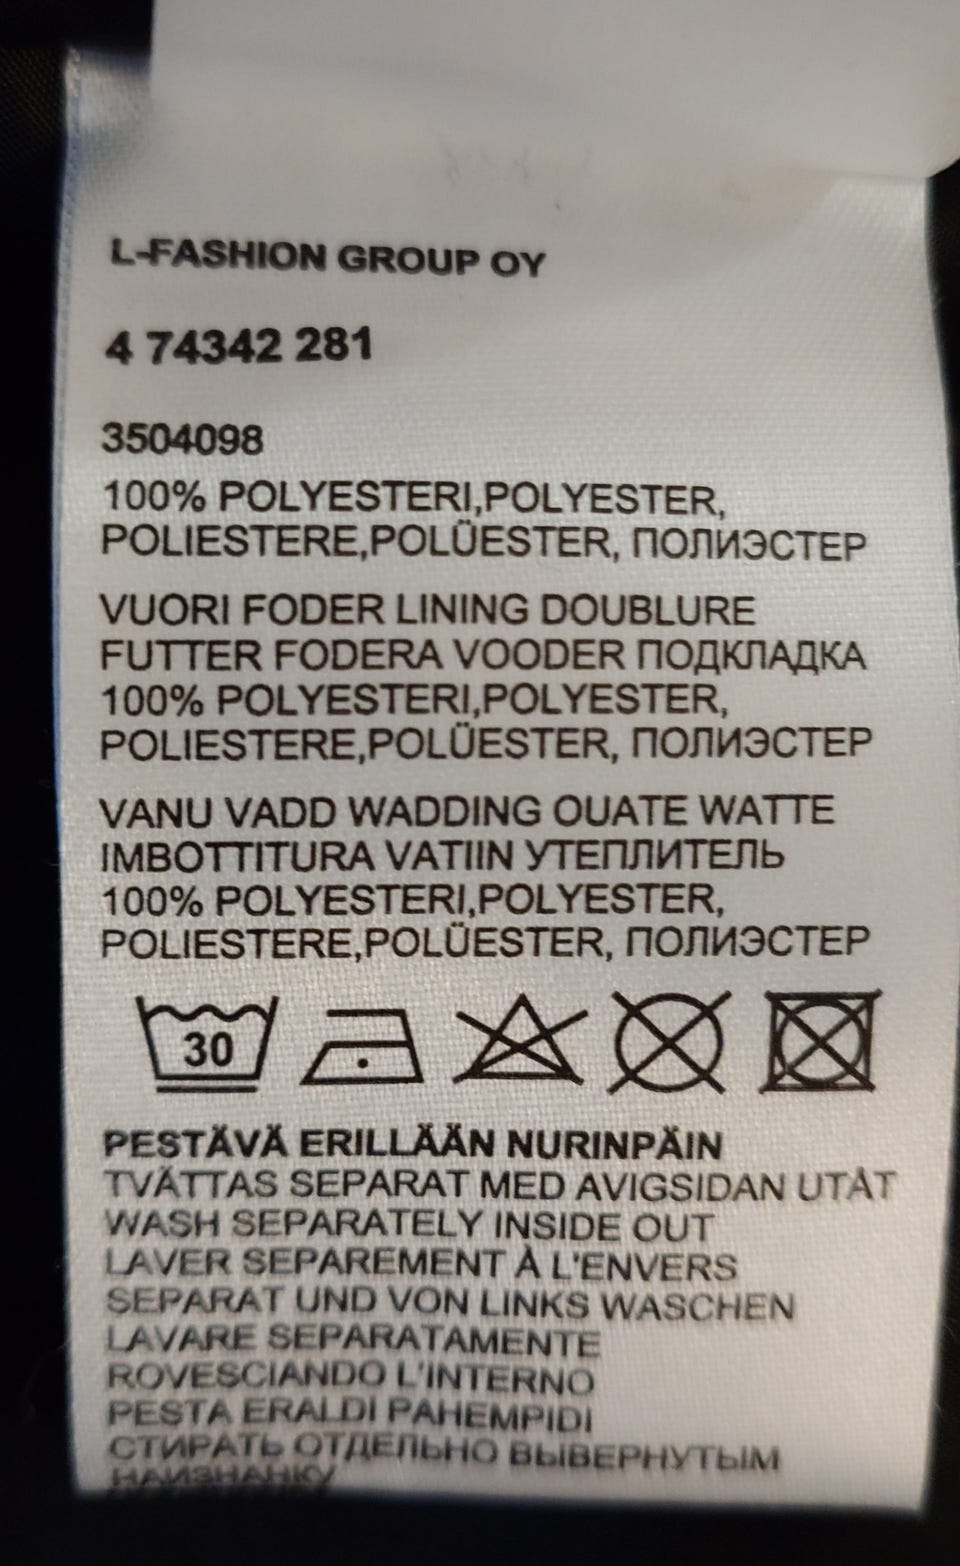 L-FASHION GROUP OY
4 74342 281
3504098
100% POLYESTERI,POLYESTER,
POLIESTERE,POLÜESTER, ПОЛИЭСТЕР
VUORI FODER LINING DOUBLURE
FUTTER FODERA VOODER ПОДКЛАДКА
100% POLYESTERI,POLYESTER,
POLIESTERE,POLÜESTER, ПОЛИЭСТЕР
VANU VADD WADDING OUATE WATTE
IMBOTTITURA VATIIN УТЕПЛИТЕЛЬ
100% POLYESTERI,POLYESTER,
POLIESTERE,POLÜESTER, ПОЛИЭСТЕР
30
PESTÄVÄ ERILLÄÄN NURINPÄIN
TVÄTTAS SEPARAT MED AVIGSIDAN UTÅT
WASH SEPARATELY INSIDE OUT
LAVER SEPAREMENT À L'ENVERS
SEPARAT UND VON LINKS WASCHEN
LAVARE SEPARATAMENTE
ROVESCIANDO L'INTERNO
PESTA ERALDI PAHEMPIDI
СТИРАТЬ ОТДЕЛЬНО ВЫВЕРНУТЫМ
НАИЗНАНКУ